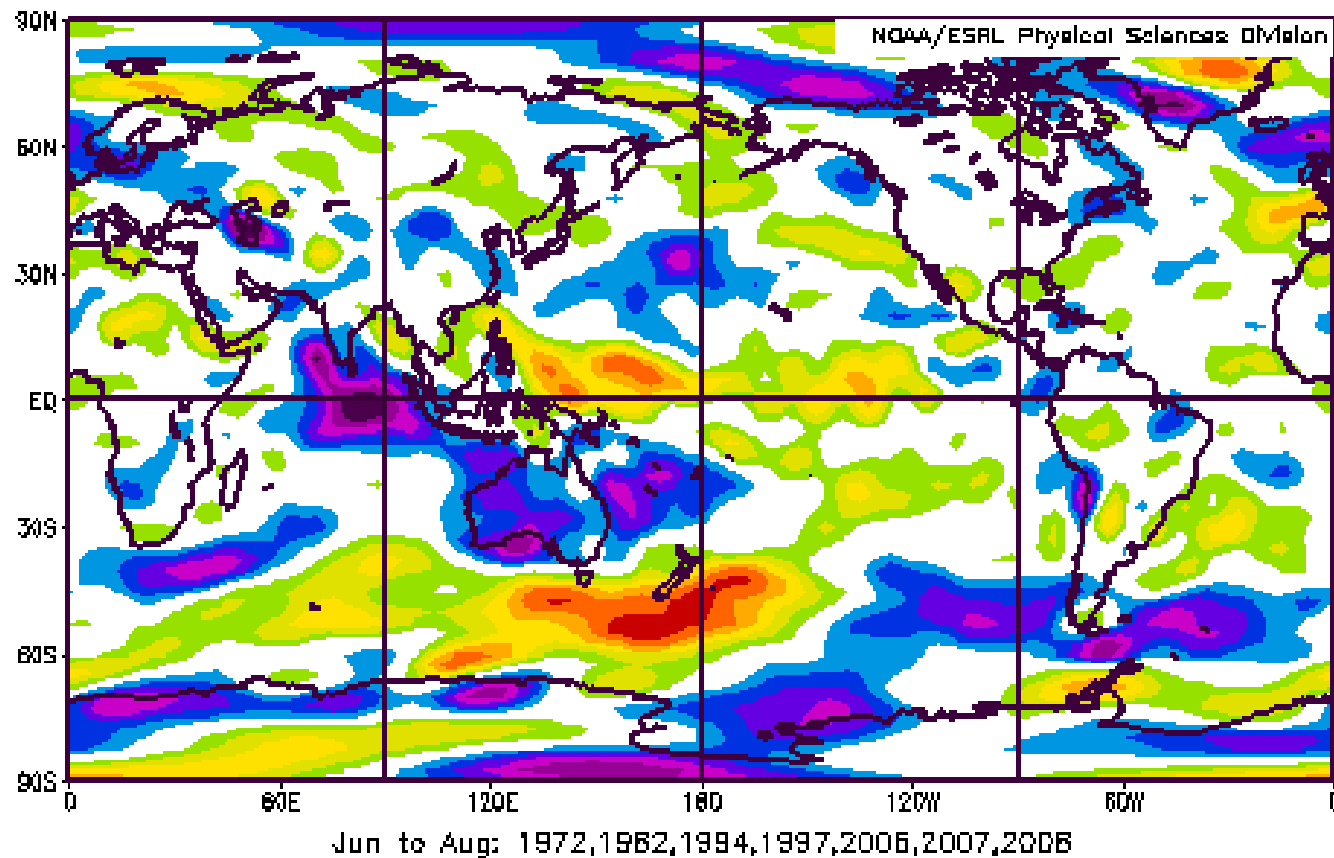 90N
NOAA/ESRL Physical Sciences Division
60N
30N
EQ
30S
60S
90S
0 60E 120E 180 120W 60W 0
Jun to Aug: 1972,1982,1994,1997,2006,2007,2008